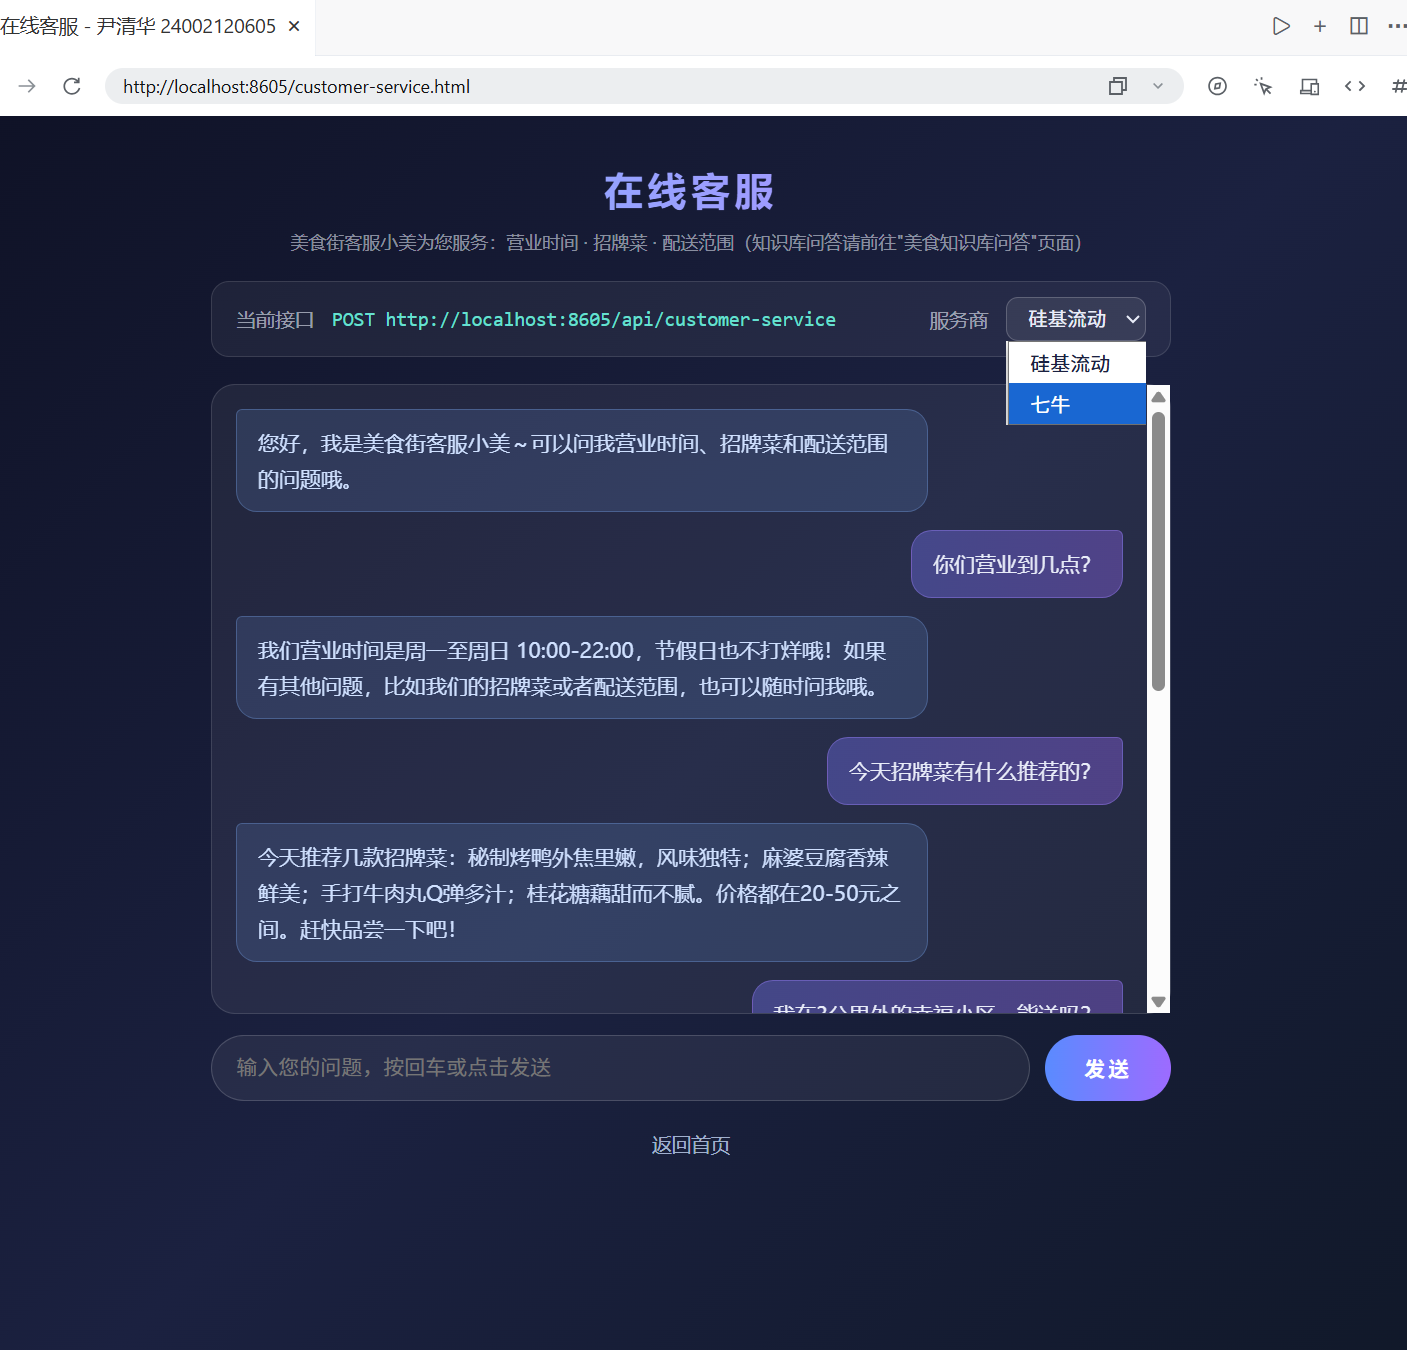 在线客服 - 尹清华 24002120605
http://localhost:8605/customer-service.html
在线客服
美食街客服小美为您服务：营业时间 · 招牌菜 · 配送范围（知识库问答请前往"美食知识库问答"页面）
当前接口 POST http://localhost:8605/api/customer-service 服务商 硅基流动
硅基流动
七牛
您好，我是美食街客服小美～可以问我营业时间、招牌菜和配送范围
的问题哦。
你们营业到几点？
我们营业时间是周一至周日 10:00-22:00，节假日也不打烊哦！如果
有其他问题，比如我们的招牌菜或者配送范围，也可以随时问我哦。
今天招牌菜有什么推荐的？
今天推荐几款招牌菜：秘制烤鸭外焦里嫩，风味独特；麻婆豆腐香辣
鲜美；手打牛肉丸Q弹多汁；桂花糖藕甜而不腻。价格都在20-50元之
间。赶快品尝一下吧！
输入您的问题，按回车或点击发送
发送
返回首页